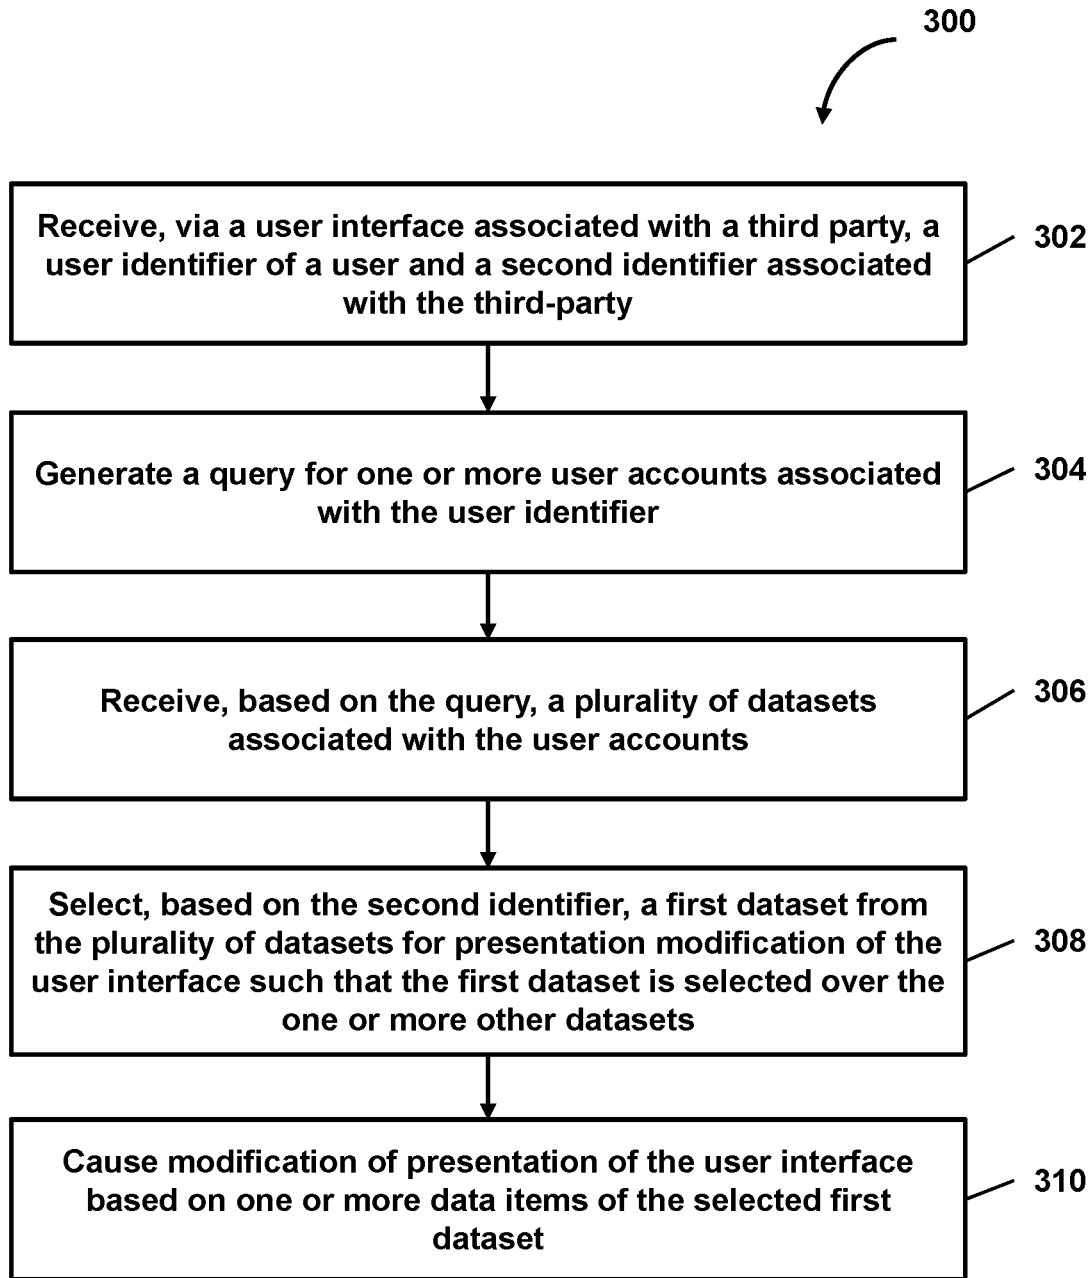 300
Receive, via a user interface associated with a third party, a
user identifier of a user and a second identifier associated
with the third-party
302
Generate a query for one or more user accounts associated
with the user identifier
304
Receive, based on the query, a plurality of datasets
associated with the user accounts
306
Select, based on the second identifier, a first dataset from
the plurality of datasets for presentation modification of the
user interface such that the first dataset is selected over the
one or more other datasets
308
Cause modification of presentation of the user interface
based on one or more data items of the selected first
dataset
310